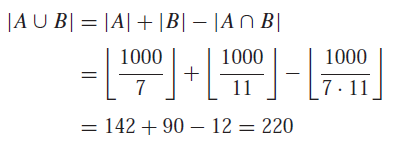 |A ∪ B| = |A| + |B| − |A ∩ B|
= ⌊1000/7⌋ + ⌊1000/11⌋ − ⌊1000/7 · 11⌋
= 142 + 90 − 12 = 220